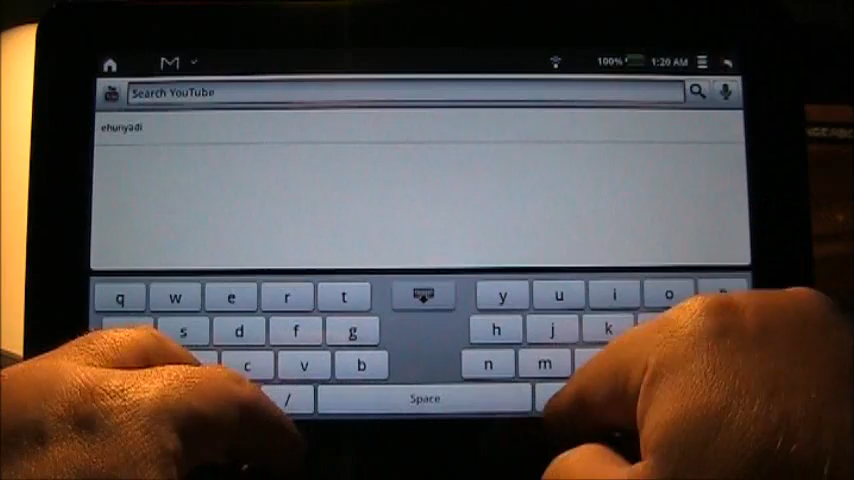 100% 1:20 AM
Search YouTube
ehunyadi
q w e r t y u i o
s d f g h j k
c v b n m
/ Space